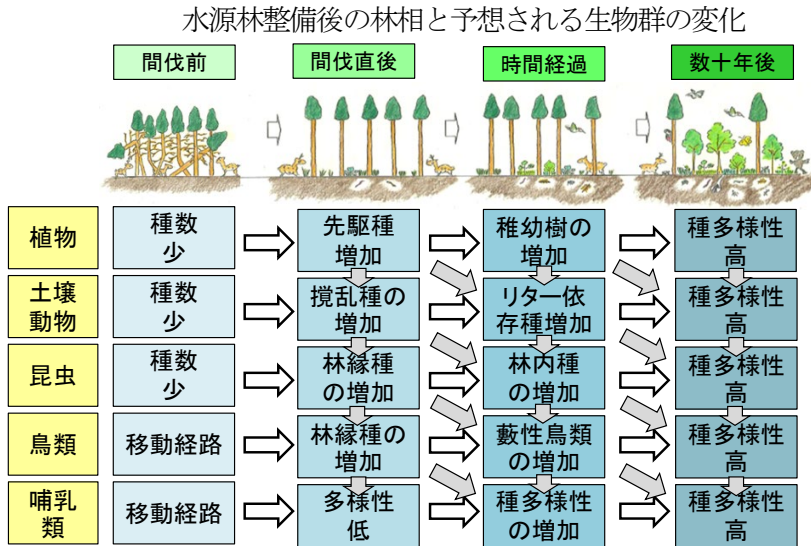 水源林整備後の林相と予想される生物群の変化
間伐前
間伐直後
時間経過
数十年後
植物
種数
少
先駆種
増加
稚幼樹の
増加
種多様性
高
土壌
動物
種数
少
撹乱種の
増加
リター依
存種増加
種多様性
高
昆虫
種数
少
林縁種
の増加
林内種
の増加
種多様性
高
鳥類
移動経路
林縁種の
増加
藪性鳥類
の増加
種多様性
高
哺乳
類
移動経路
多様性
低
種多多様性
の増加
種多様性
高